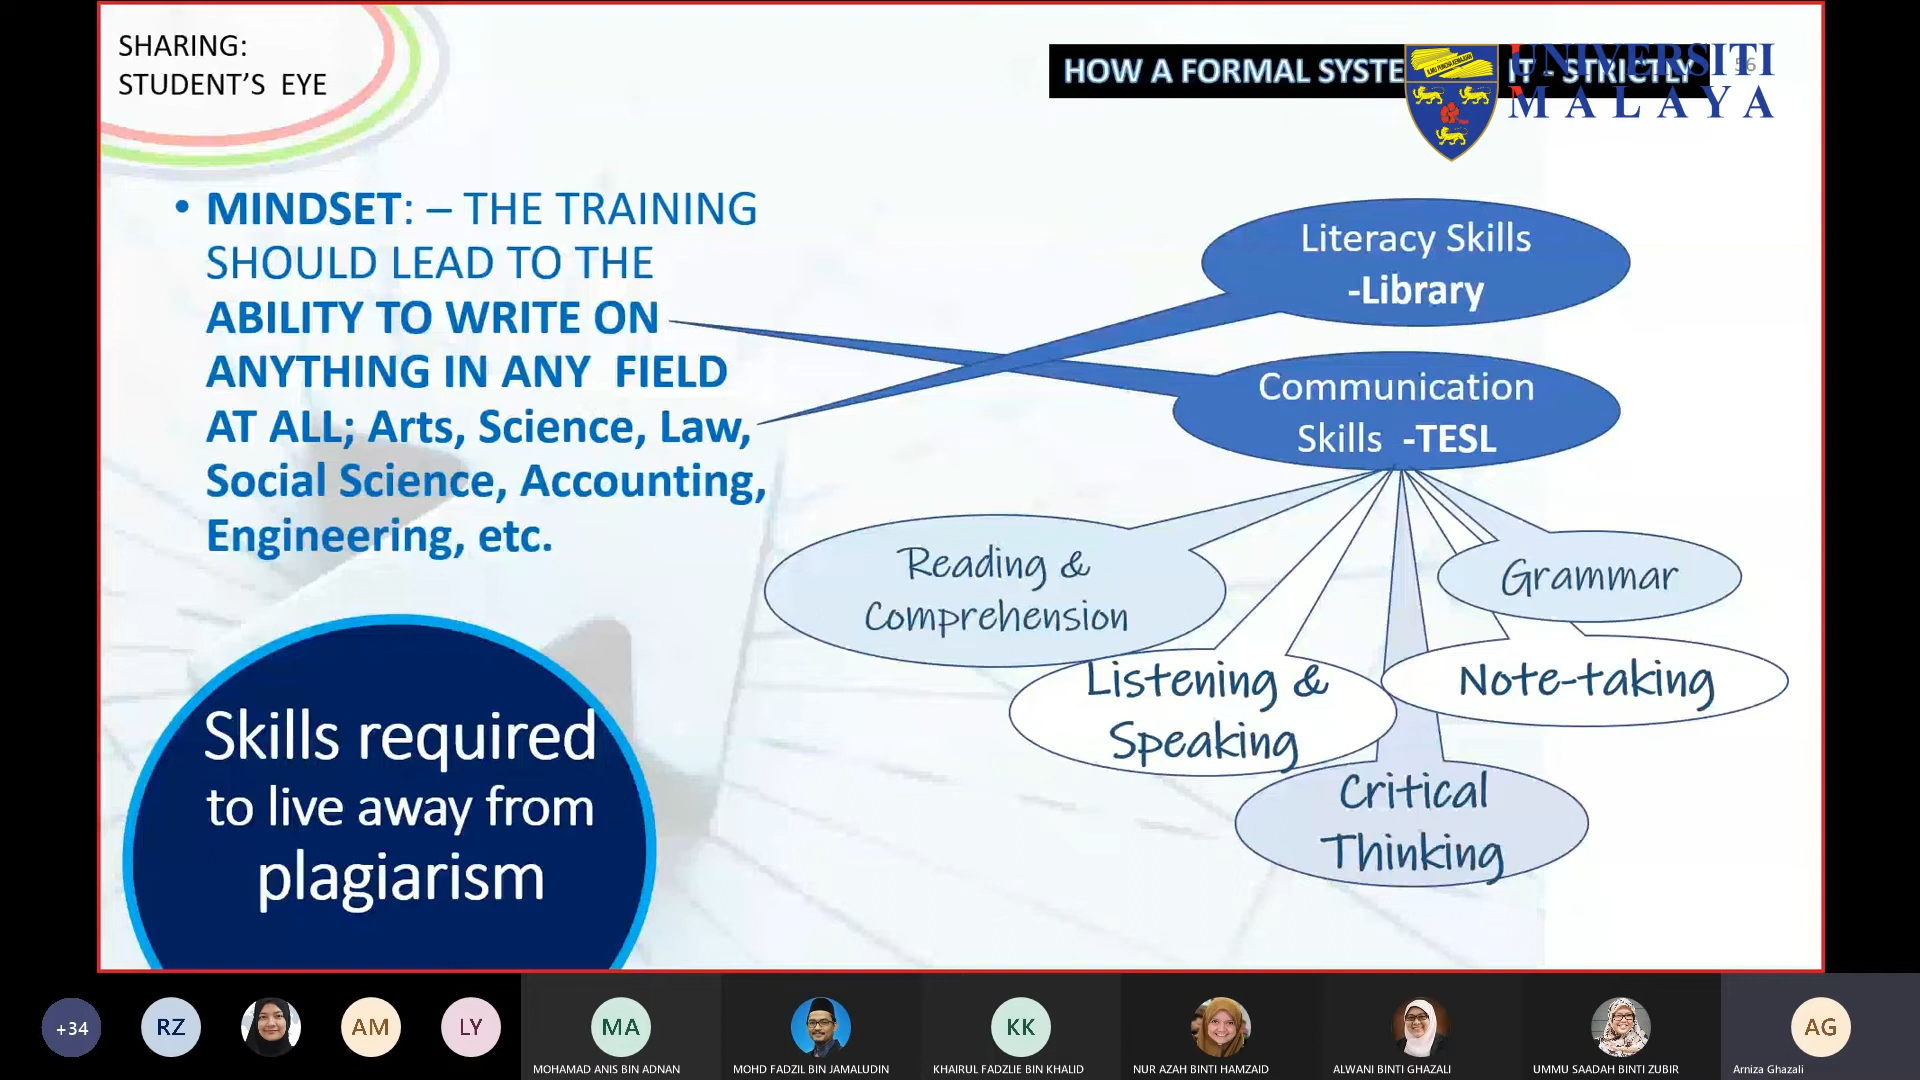 SHARING:
STUDENT'S EYE
HOW A FORMAL SYSTE IT - STRICTLY
56
UNIVERSITI
MALAYA
• MINDSET: – THE TRAINING
SHOULD LEAD TO THE
ABILITY TO WRITE ON
ANYTHING IN ANY FIELD
AT ALL; Arts, Science, Law,
Social Science, Accounting,
Engineering, etc.
Literacy Skills
-Library
Communication
Skills -TESL
Reading &
Comprehension
Grammar
Listening &
Speaking
Note-taking
Critical
Thinking
Skills required
to live away from
plagiarism
+34
RZ
AM
LY
MA
KK
AG
MOHAMAD ANIS BIN ADNAN
MOHD FADZIL BIN JAMALUDIN
KHAIRUL FADZLIE BIN KHALID
NUR AZAH BINTI HAMZAID
ALWANI BINTI GHAZALI
UMMU SAADAH BINTI ZUBIR
Arniza Ghazali